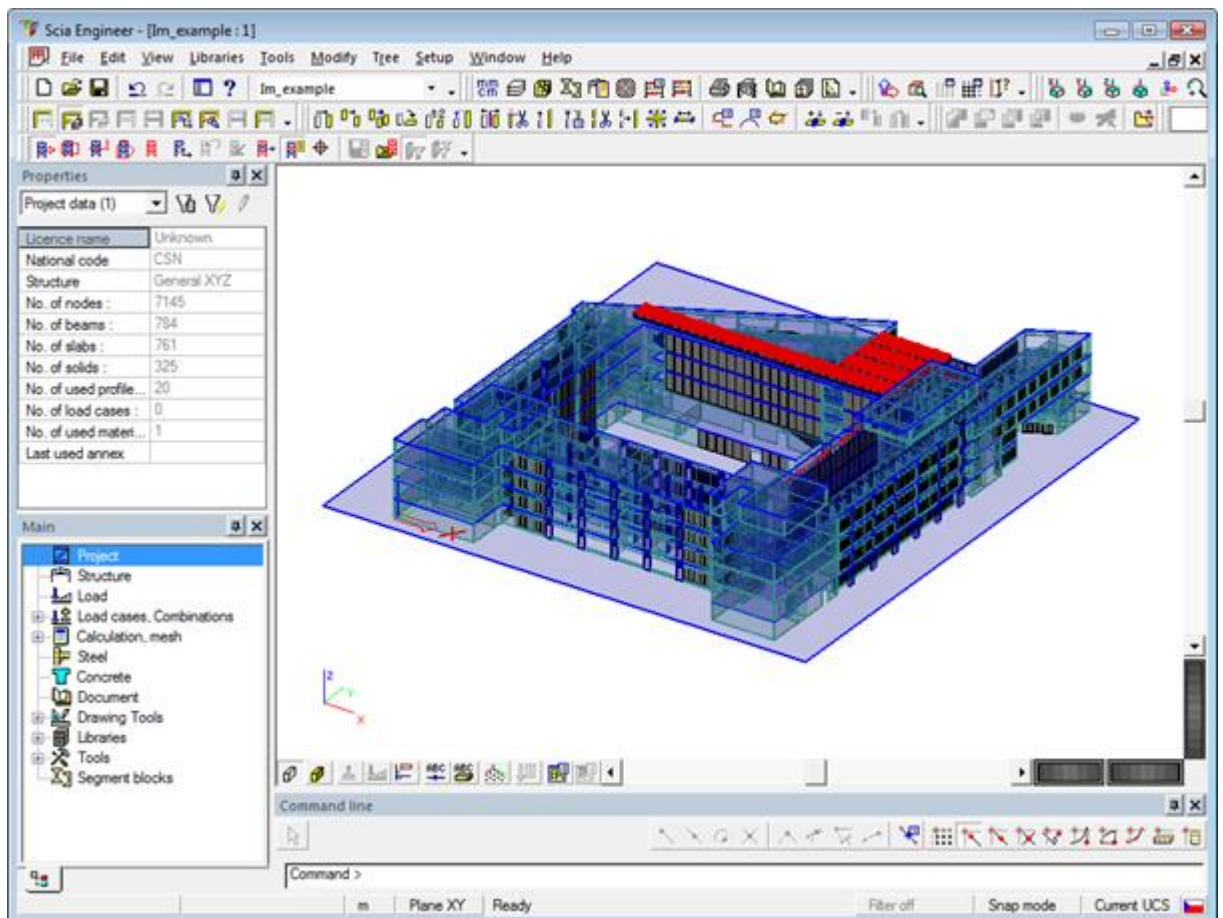 Scia Engineer - [Im_example : 1]
File Edit View Libraries Tools Modify Tree Setup Window Help
Im_example
Properties
Project data (1)
Licence name Unknown
National code CSN
Structure General XYZ
No. of nodes : 7145
No. of beams : 784
No. of slabs : 761
No. of solids : 325
No. of used profile... 20
No. of load cases : 0
No. of used materi... 1
Last used annex
Main
Project
Structure
Load
Load cases, Combinations
Calculation, mesh
Steel
Concrete
Document
Drawing Tools
Libraries
Tools
Segment blocks
z
Y
X
Command line
Command >
m Plane XY Ready Filter off Snap mode Current UCS